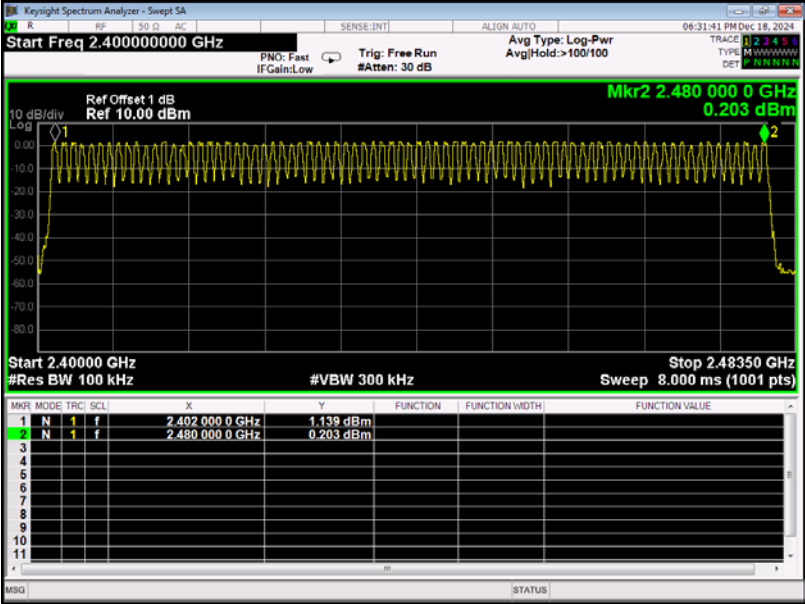 Keysight Spectrum Analyzer - Swept SA
R RF 50 Ω AC SENSE:INT ALIGN AUTO 06:31:41 PM Dec 18, 2024
Start Freq 2.400000000 GHz
PNO: Fast
IFGain:Low
Trig: Free Run
#Atten: 30 dB
Avg Type: Log-Pwr
Avg|Hold:>100/100
TRACE 1 2 3 4 5 6
TYPE M WWWWW
DET P N N N N N
Mkr2 2.480 000 0 GHz
0.203 dBm
Ref Offset 1 dB
10 dB/div Ref 10.00 dBm
Log
1
2
0.00
-10.0
-20.0
-30.0
-40.0
-50.0
-60.0
-70.0
-80.0
Start 2.40000 GHz Stop 2.48350 GHz
#Res BW 100 kHz #VBW 300 kHz Sweep 8.000 ms (1001 pts)
MKR MODE TRC SCL X Y FUNCTION FUNCTION WIDTH FUNCTION VALUE
1 N 1 f 2.402 000 0 GHz 1.139 dBm
2 N 1 f 2.480 000 0 GHz 0.203 dBm
3
4
5
6
7
8
9
10
11
MSG STATUS